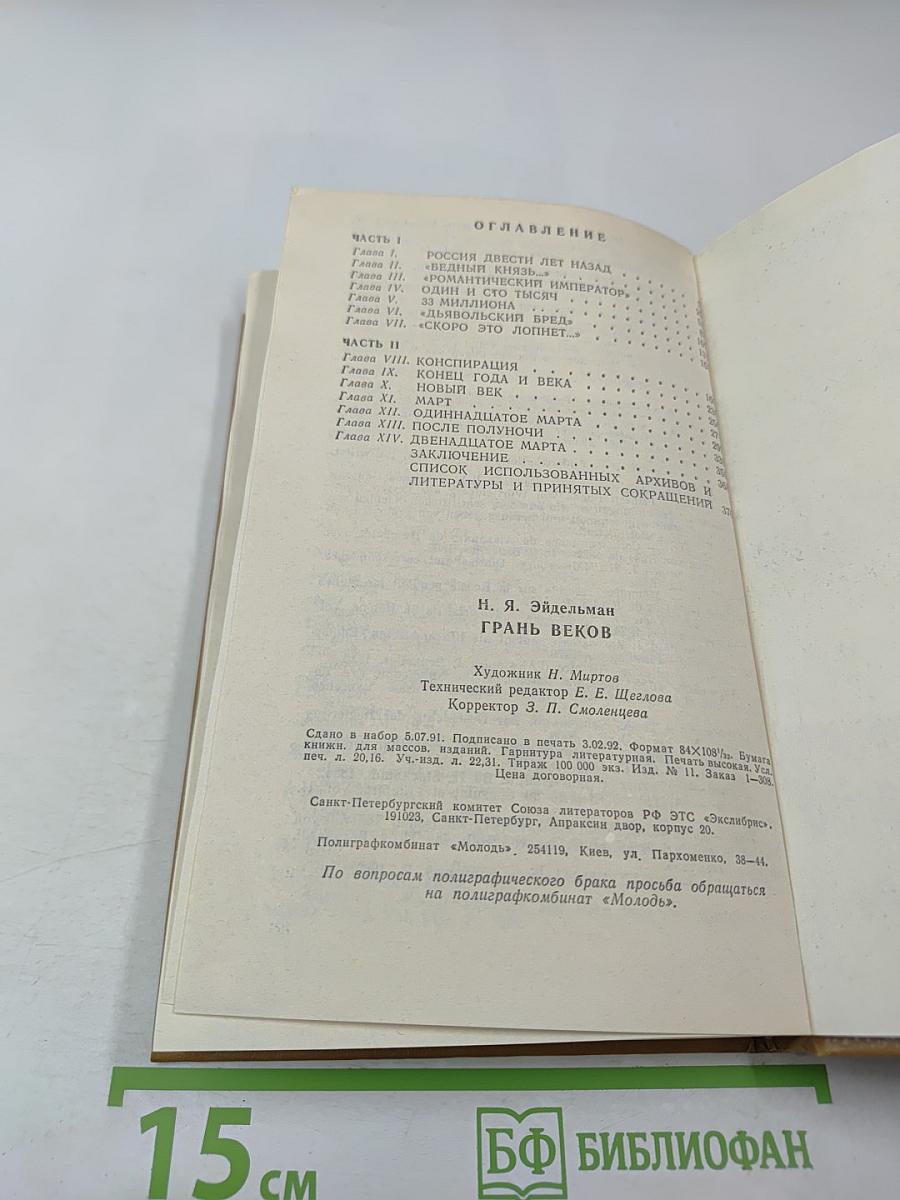 ОГЛАВЛЕНИЕ
ЧАСТЬ I
Глава I. РОССИЯ ДВЕСТИ ЛЕТ НАЗАД
Глава II. «БЕДНЫЙ КНЯЗЬ...»
Глава III. «РОМАНТИЧЕСКИЙ ИМПЕРАТОР»
Глава IV. ОДИН И СТО ТЫСЯЧ
Глава V. 33 МИЛЛИОНА
Глава VI. «ДЬЯВОЛЬСКИЙ БРЕД»
Глава VII. «СКОРО ЭТО ЛОПНЕТ...»
ЧАСТЬ II
Глава VIII. КОНСПИРАЦИЯ
Глава IX. КОНЕЦ ГОДА И ВЕКА
Глава X. НОВЫЙ ВЕК
Глава XI. МАРТ
Глава XII. ОДИННАДЦАТОЕ МАРТА
Глава XIII. ПОСЛЕ ПОЛУНОЧИ
Глава XIV. ДВЕНАДЦАТОЕ МАРТА
ЗАКЛЮЧЕНИЕ
СПИСОК ИСПОЛЬЗОВАННЫХ АРХИВОВ И
ЛИТЕРАТУРЫ И ПРИНЯТЫХ СОКРАЩЕНИЙ
Н. Я. Эйдельман
ГРАНЬ ВЕКОВ
Художник Н. Миртов
Технический редактор Е. Е. Щеглова
Корректор З. П. Смоленцева
Сдано в набор 5.07.91. Подписано в печать 3.02.92. Формат 84×108¹/₃₂. Бумага
книжн. для массов. изданий. Гарнитура литературная. Печать высокая. Усл.
печ. л. 20,16. Уч.-изд. л. 22,31. Тираж 100 000 экз. Изд. № 11. Заказ 1—308.
Цена договорная.
Санкт-Петербургский комитет Союза литераторов РФ ЭТС «Экслибрис».
191023, Санкт-Петербург, Апраксин двор, корпус 20.
Полиграфкомбинат «Молодь». 254119, Киев, ул. Пархоменко, 38—44.
По вопросам полиграфического брака просьба обращаться
на полиграфкомбинат «Молодь».
15 см
БФ БИБЛИОФАН